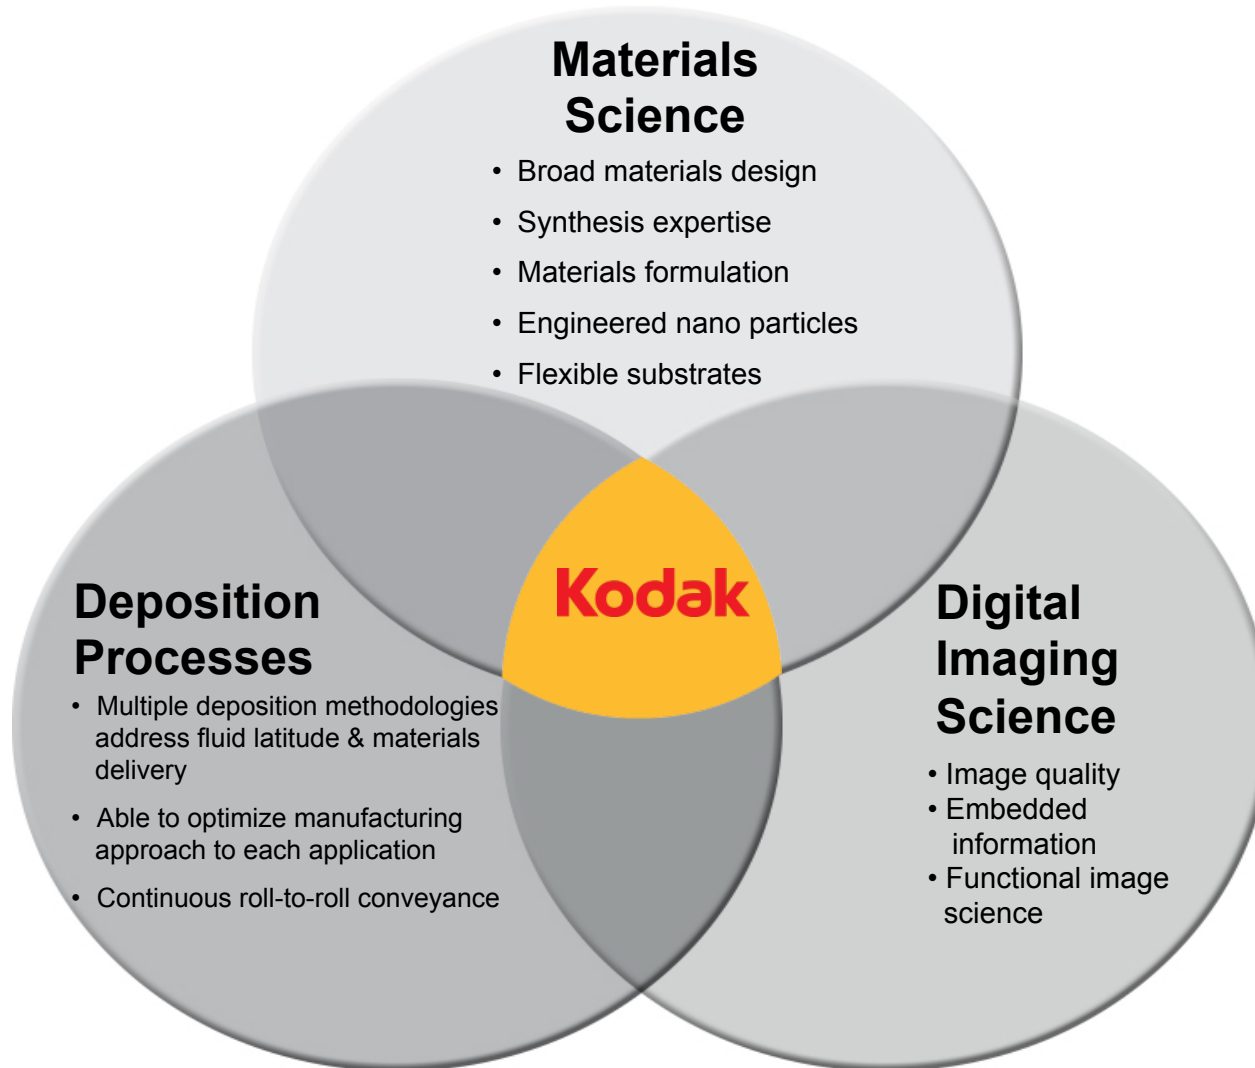 Materials
Science
• Broad materials design
• Synthesis expertise
• Materials formulation
• Engineered nano particles
• Flexible substrates
Kodak
Deposition
Processes
• Multiple deposition methodologies
address fluid latitude & materials
delivery
• Able to optimize manufacturing
approach to each application
• Continuous roll-to-roll conveyance
Digital
Imaging
Science
• Image quality
• Embedded
information
• Functional image
science